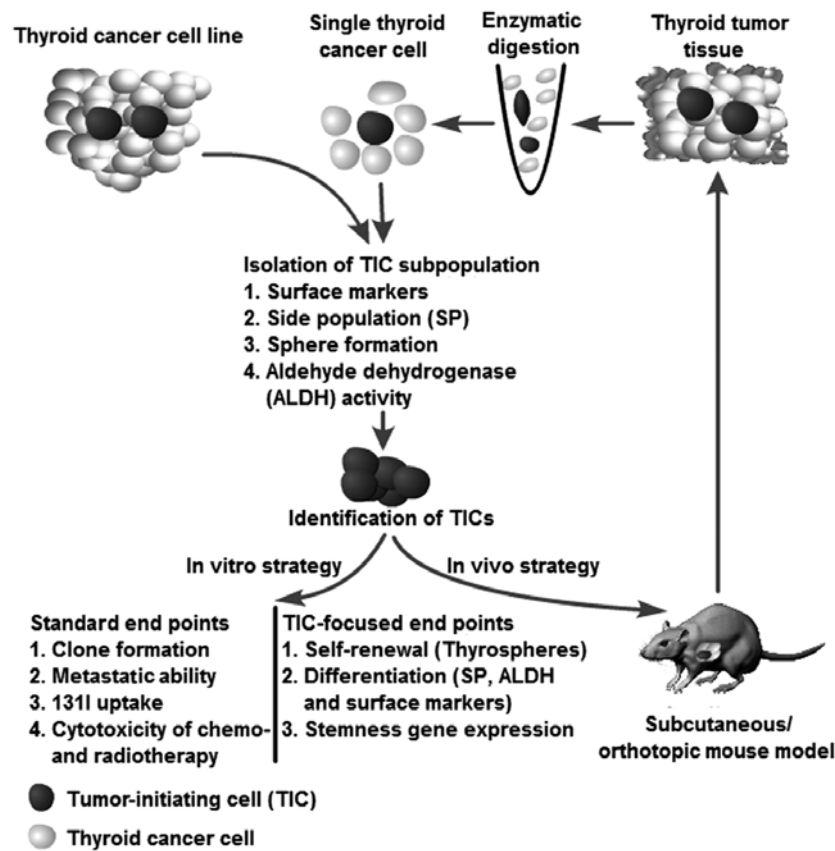 Thyroid cancer cell line
Single thyroid
cancer cell
Enzymatic
digestion
Thyroid tumor
tissue
Isolation of TIC subpopulation
1. Surface markers
2. Side population (SP)
3. Sphere formation
4. Aldehyde dehydrogenase
(ALDH) activity
Identification of TICs
In vitro strategy
In vivo strategy
Standard end points
1. Clone formation
2. Metastatic ability
3. 131I uptake
4. Cytotoxicity of chemo-
and radiotherapy
TIC-focused end points
1. Self-renewal (Thyrospheres)
2. Differentiation (SP, ALDH
and surface markers)
3. Stemness gene expression
Subcutaneous/
orthotopic mouse model
Tumor-initiating cell (TIC)
Thyroid cancer cell